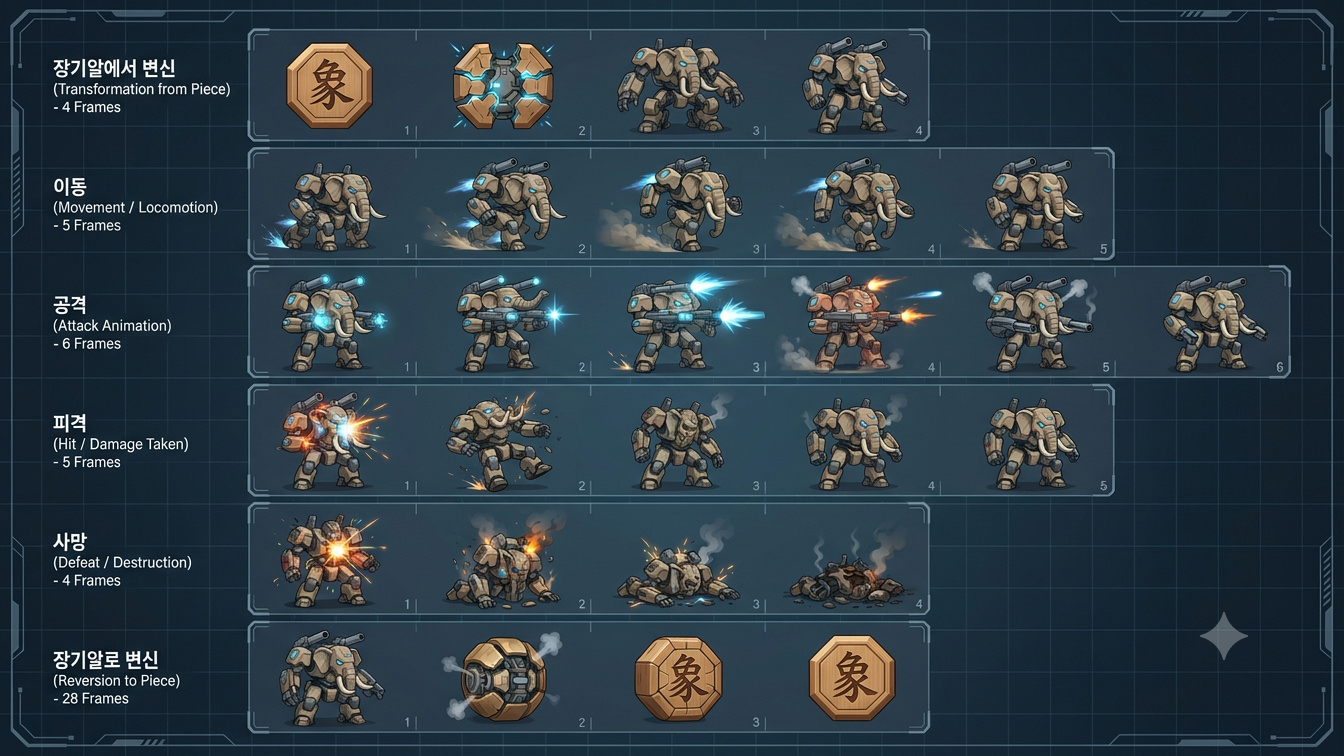 장기알에서 변신
(Transformation from Piece)
- 4 Frames
象
1
2
3
4
이동
(Movement / Locomotion)
- 5 Frames
1
2
3
4
5
공격
(Attack Animation)
- 6 Frames
1
2
3
4
5
6
피격
(Hit / Damage Taken)
- 5 Frames
1
2
3
4
5
사망
(Defeat / Destruction)
- 4 Frames
1
2
3
4
장기알로 변신
(Reversion to Piece)
- 28 Frames
1
2
象
3
象